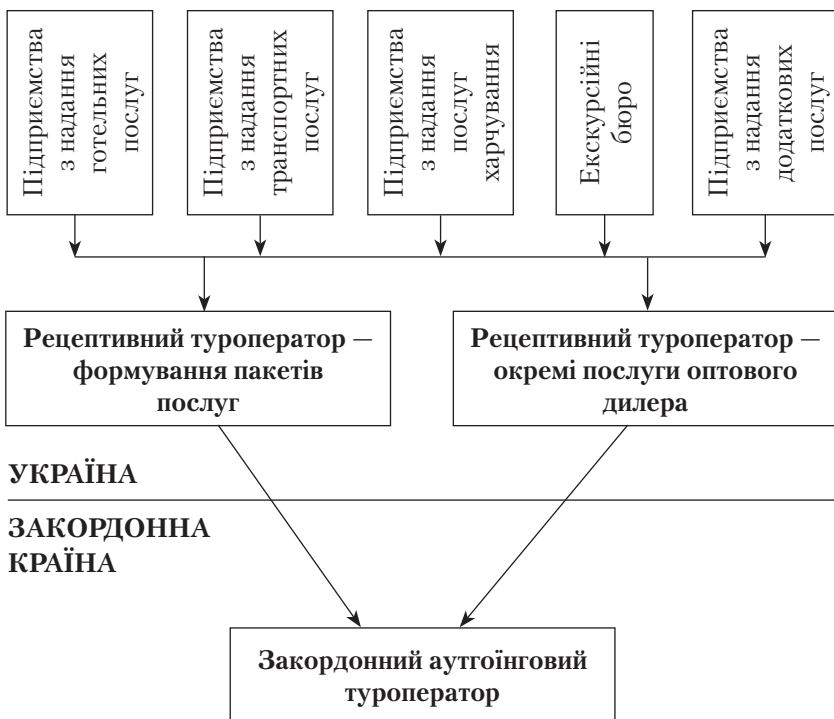 Підприємства
з надання
готельних
послуг
Підприємства
з надання
транспортних
послуг
Підприємства
з надання
послуг
харчування
Екскурсійні
бюро
Підприємства
з надання
додаткових
послуг
Рецептивний туроператор —
формування пакетів
послуг
Рецептивний туроператор —
окремі послуги оптового
дилера
УКРАЇНА
ЗАКОРДОННА
КРАЇНА
Закордонний аутгоїнговий
туроператор